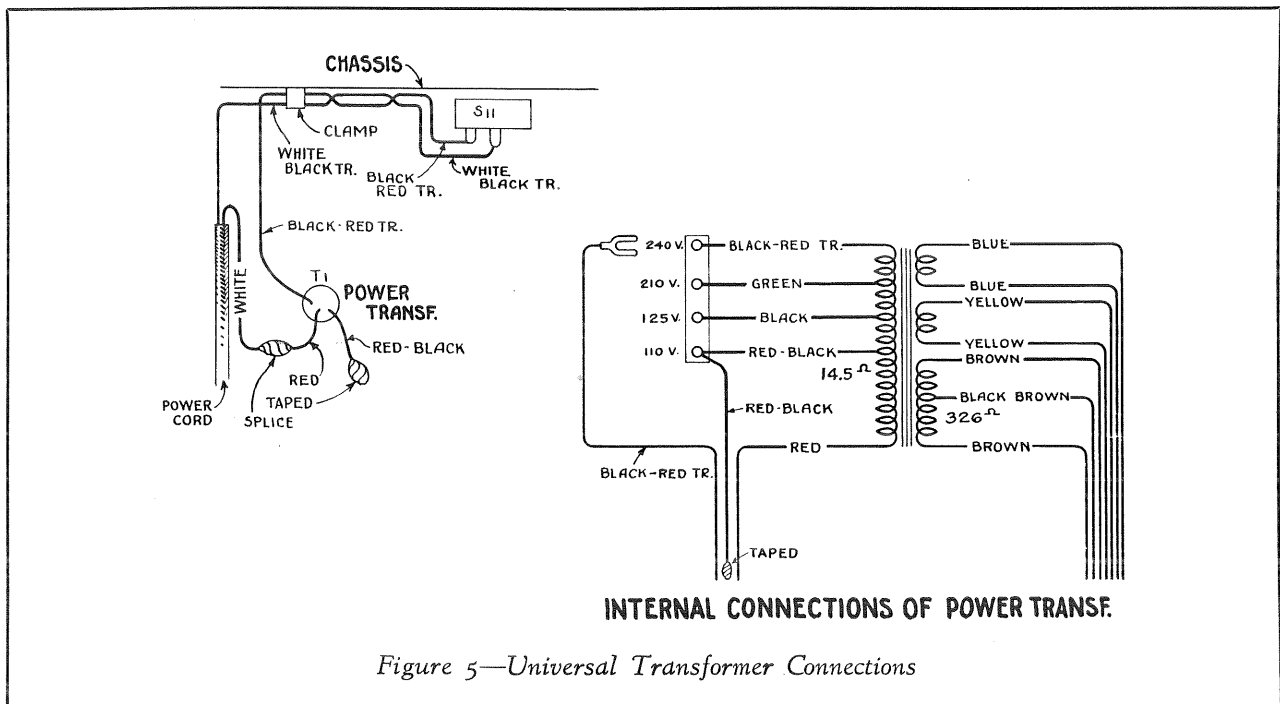 CHASSIS
S11
CLAMP
WHITE
BLACK TR.
BLACK
RED TR.
WHITE
BLACK TR.
BLACK-RED TR.
WHITE
T1
POWER
TRANSF.
RED-BLACK
RED
TAPED
POWER
CORD
SPLICE
240 V. BLACK-RED TR. BLUE
210 V. GREEN BLUE
YELLOW
125 V. BLACK
110 V. RED-BLACK YELLOW
BROWN
14.5 Ω
BLACK BROWN
RED-BLACK
326 Ω
RED BROWN
BLACK-RED TR.
TAPED
INTERNAL CONNECTIONS OF POWER TRANSF.
Figure 5—Universal Transformer Connections